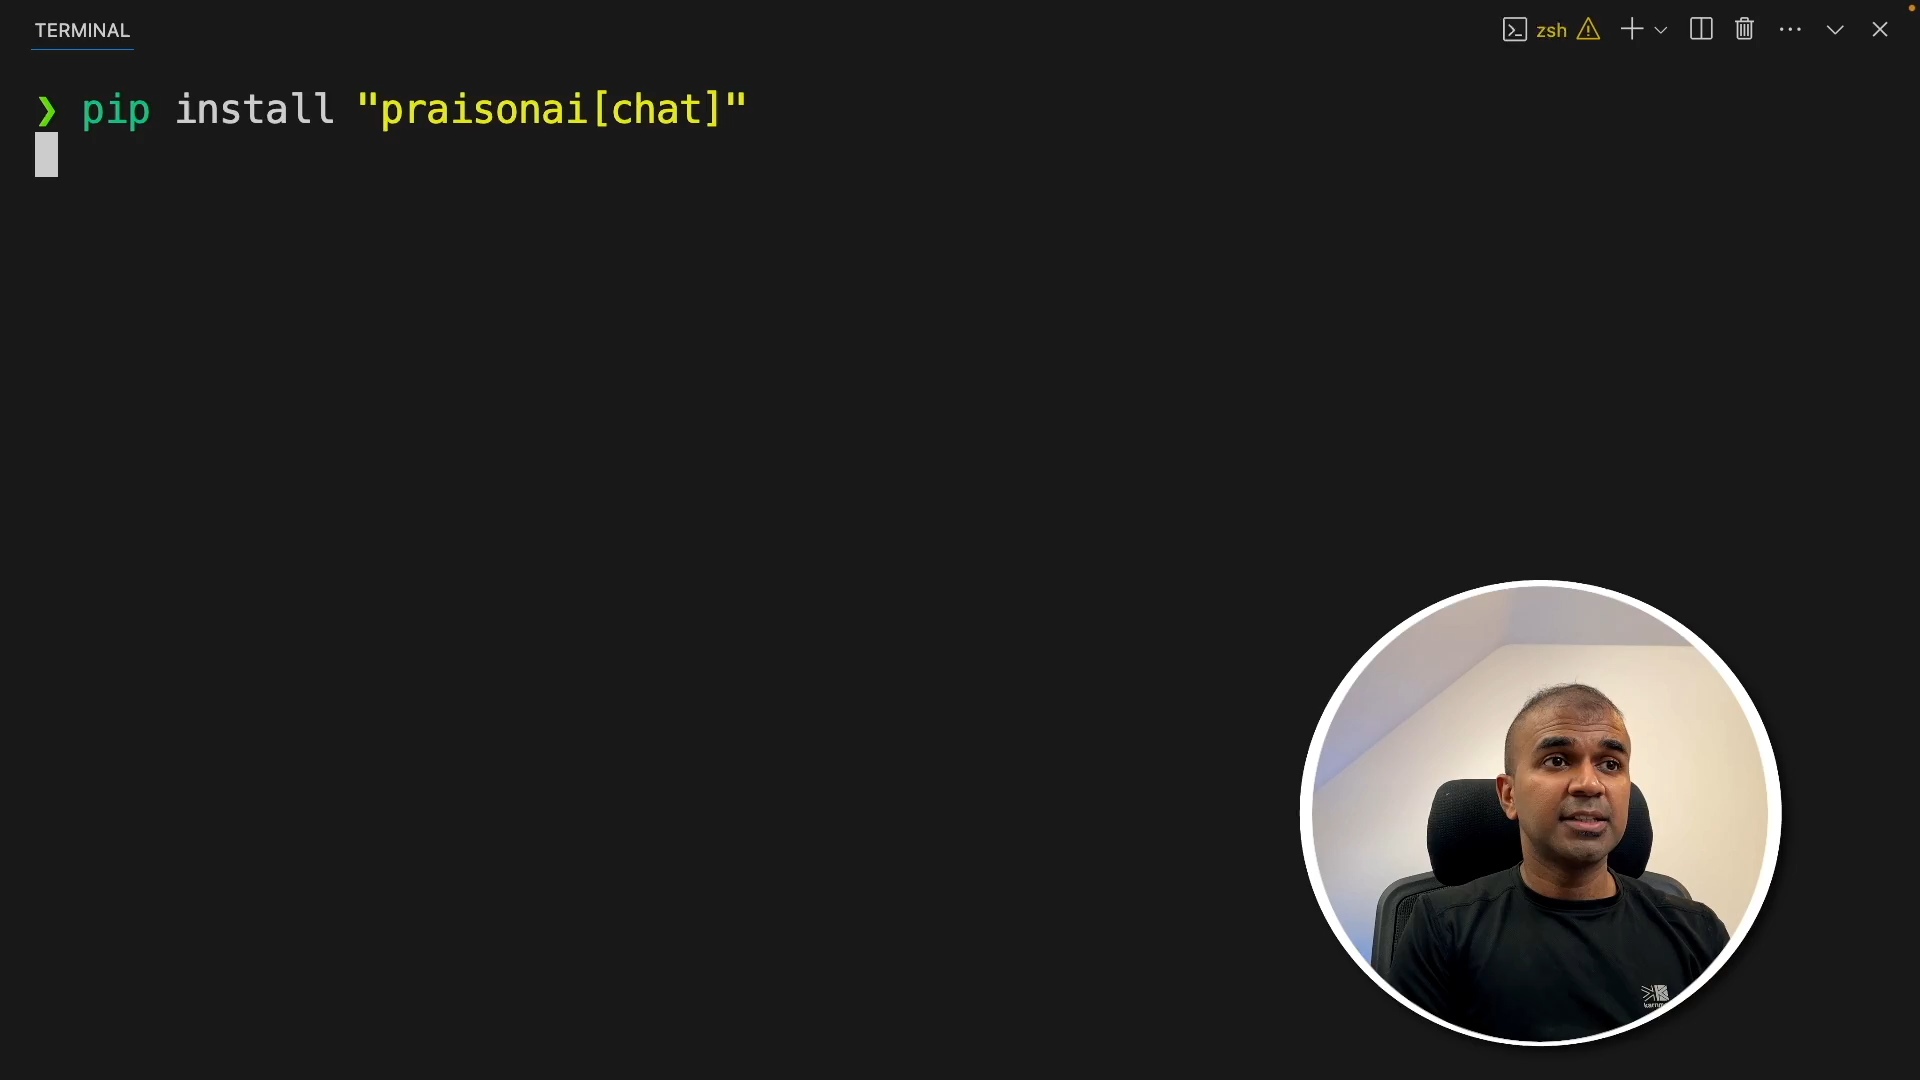 TERMINAL
zsh
❯ pip install "praisonai[chat]"